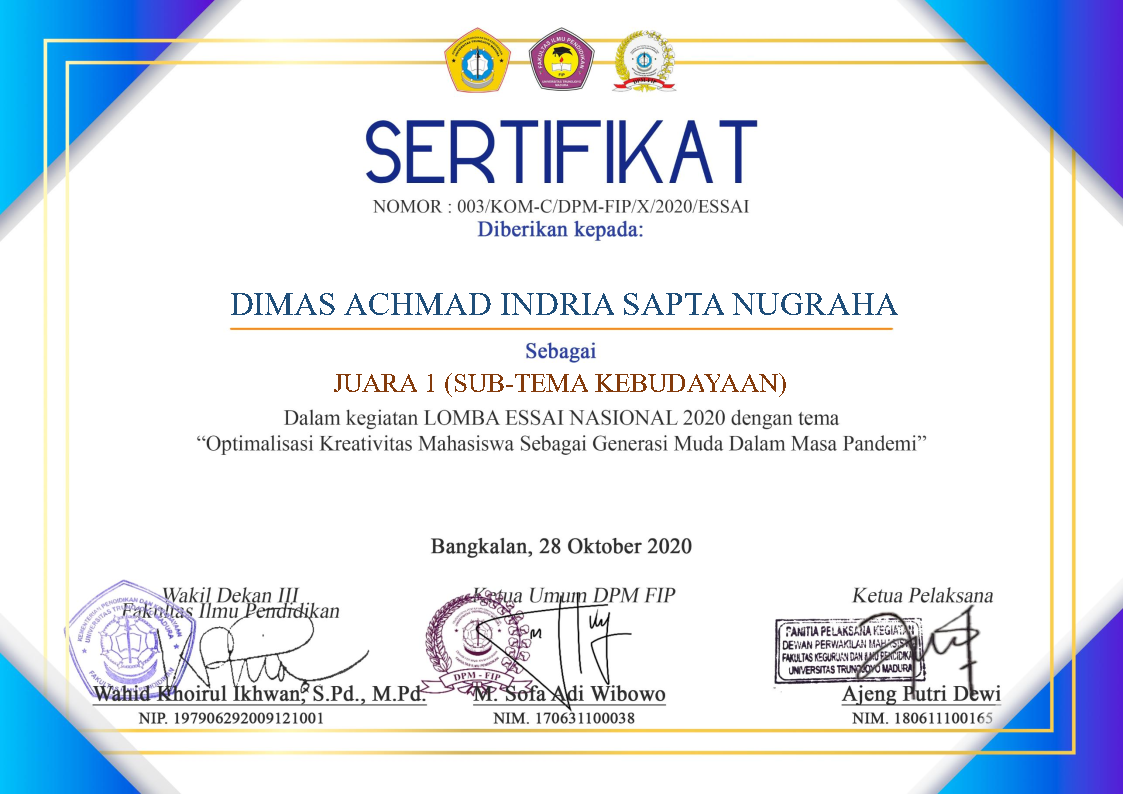 SERTIFIKAT
NOMOR : 003/KOM-C/DPM-FIP/X/2020/ESSAI
Diberikan kepada:
DIMAS ACHMAD INDRIA SAPTA NUGRAHA
Sebagai
JUARA 1 (SUB-TEMA KEBUDAYAAN)
Dalam kegiatan LOMBA ESSAI NASIONAL 2020 dengan tema
“Optimalisasi Kreativitas Mahasiswa Sebagai Generasi Muda Dalam Masa Pandemi”
Bangkalan, 28 Oktober 2020
Wakil Dekan III
Fakultas Ilmu Pendidikan
Wahid Khoirul Ikhwan, S.Pd., M.Pd.
NIP. 197906292009121001
Ketua Umum DPM FIP
DPM - FIP
M. Sofa Adi Wibowo
NIM. 170631100038
Ketua Pelaksana
PANITIA PELAKSANA KEGIATAN
DEWAN PERWAKILAN MAHASISWA
FAKULTAS KEGURUAN DAN ILMU PENDIDIKAN
UNIVERSITAS TRUNOJOYO MADURA
Ajeng Putri Dewi
NIM. 180611100165